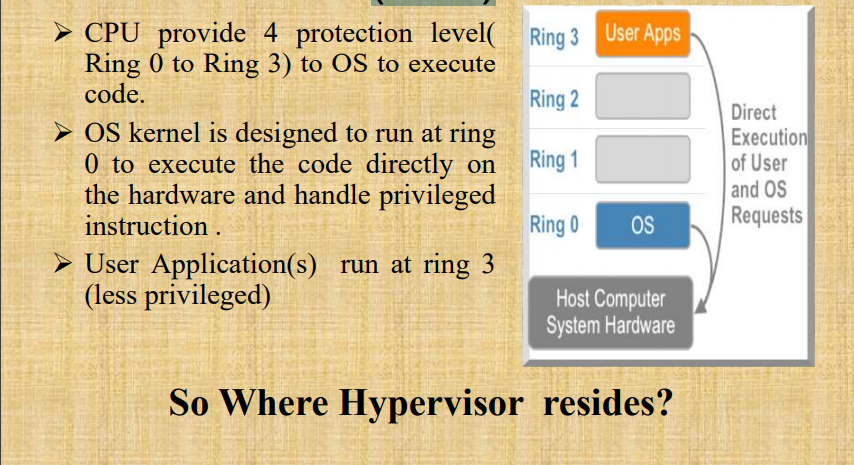 ➢ CPU provide 4 protection level(
Ring 0 to Ring 3) to OS to execute
code.
➢ OS kernel is designed to run at ring
0 to execute the code directly on
the hardware and handle privileged
instruction .
➢ User Application(s) run at ring 3
(less privileged)
Ring 3 User Apps
Ring 2
Ring 1
Ring 0 OS
Direct
Execution
of User
and OS
Requests
Host Computer
System Hardware
So Where Hypervisor resides?